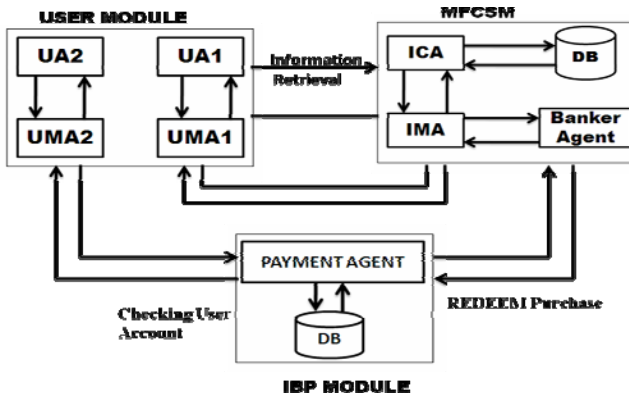 USER MODULE
MFCSM
UA2
UA1
Information
Retrieval
ICA
DB
UMA2
UMA1
IMA
Banker
Agent
PAYMENT AGENT
Checking User
Account
REDEEM Purchase
DB
IBP MODULE